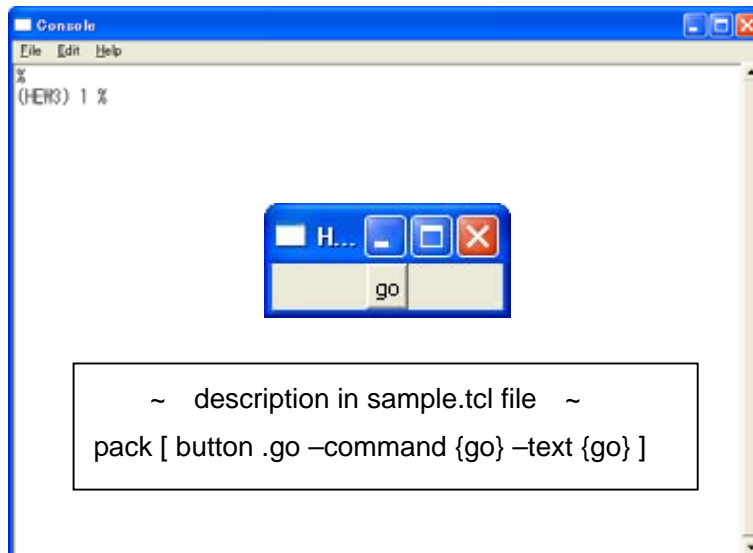 Console
File Edit Help
%
(HEW3) 1 %
H...
go
~ description in sample.tcl file ~
pack [ button .go –command {go} –text {go} ]